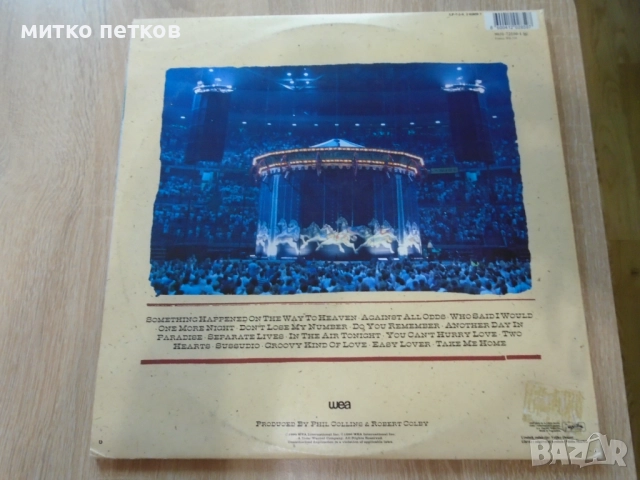 митко петков
SOMETHING HAPPENED ON THE WAY TO HEAVEN · AGAINST ALL ODDS · WHO SAID I WOULD
· ONE MORE NIGHT · DON'T LOSE MY NUMBER · DO YOU REMEMBER · ANOTHER DAY IN
PARADISE · SEPARATE LIVES · IN THE AIR TONIGHT · YOU CAN'T HURRY LOVE · TWO
HEARTS · SUSSUDIO · GROOVY KIND OF LOVE · EASY LOVER · TAKE ME HOME
wea
PRODUCED BY PHIL COLLINS & ROBERT COLBY
BAZAR